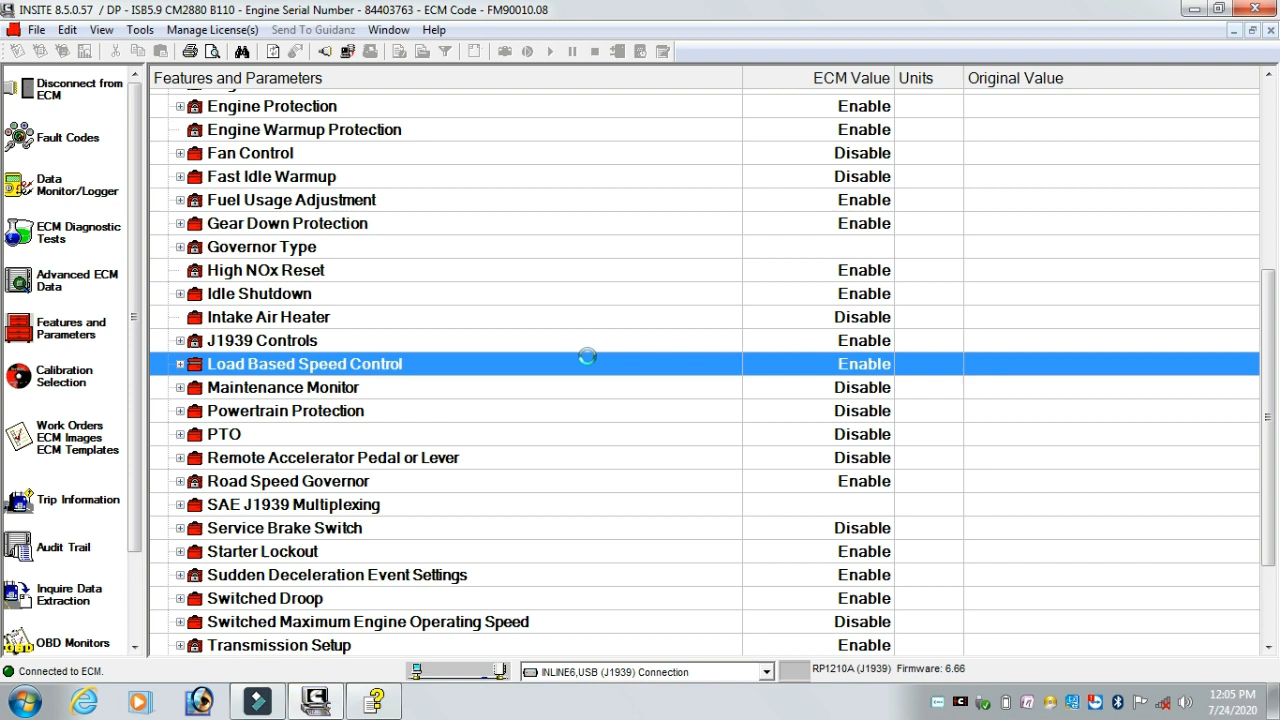 INSITE 8.5.0.57 / DP - ISB5.9 CM2880 B110 - Engine Serial Number - 84403763 - ECM Code - FM90010.08
File Edit View Tools Manage License(s) Send To Guidanz Window Help
Disconnect from
ECM
Fault Codes
Data
Monitor/Logger
ECM Diagnostic
Tests
Advanced ECM
Data
Features and
Parameters
Calibration
Selection
Work Orders
ECM Images
ECM Templates
Trip Information
Audit Trail
Inquire Data
Extraction
OBD Monitors
Features and Parameters ECM Value Units Original Value
Engine Protection Enable
Engine Warmup Protection Enable
Fan Control Disable
Fast Idle Warmup Disable
Fuel Usage Adjustment Enable
Gear Down Protection Enable
Governor Type
High NOx Reset Enable
Idle Shutdown Enable
Intake Air Heater Disable
J1939 Controls Enable
Load Based Speed Control Enable
Maintenance Monitor Disable
Powertrain Protection Disable
PTO Disable
Remote Accelerator Pedal or Lever Disable
Road Speed Governor Enable
SAE J1939 Multiplexing
Service Brake Switch Disable
Starter Lockout Enable
Sudden Deceleration Event Settings Enable
Switched Droop Enable
Switched Maximum Engine Operating Speed Disable
Transmission Setup Enable
Connected to ECM. INLINE6,USB (J1939) Connection RP1210A (J1939) Firmware: 6.66
12:05 PM
7/24/2020